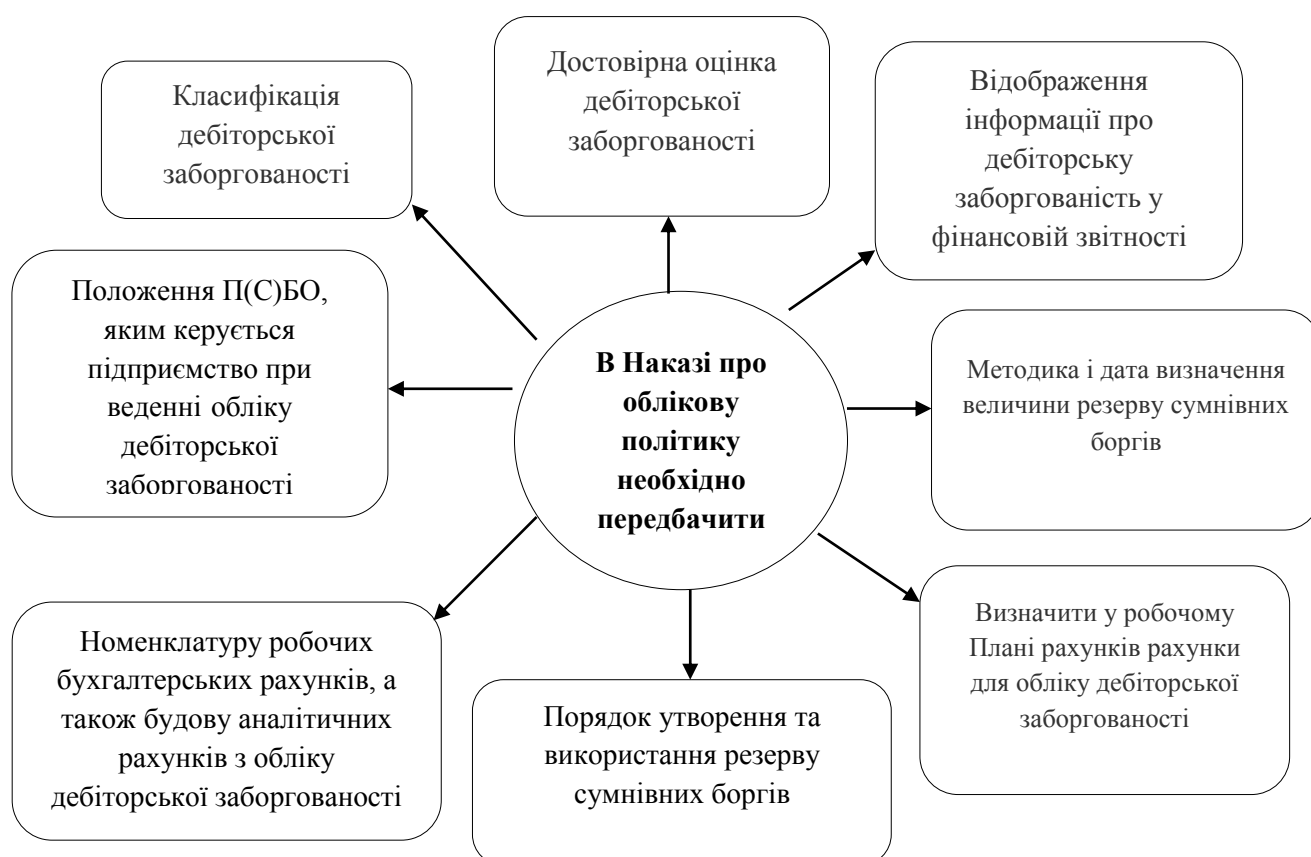 Класифікація
дебіторської
заборгованості
Достовірна оцінка
дебіторської
заборгованості
Відображення
інформації про
дебіторську
заборгованість у
фінансовій звітності
Положення П(С)БО,
яким керується
підприємство при
веденні обліку
дебіторської
заборгованості
В Наказі про
облікову
політику
необхідно
передбачити
Методика і дата визначення
величини резерву сумнівних
боргів
Номенклатуру робочих
бухгалтерських рахунків, а
також будову аналітичних
рахунків з обліку
дебіторської заборгованості
Порядок утворення та
використання резерву
сумнівних боргів
Визначити у робочому
Плані рахунків рахунки
для обліку дебіторської
заборгованості